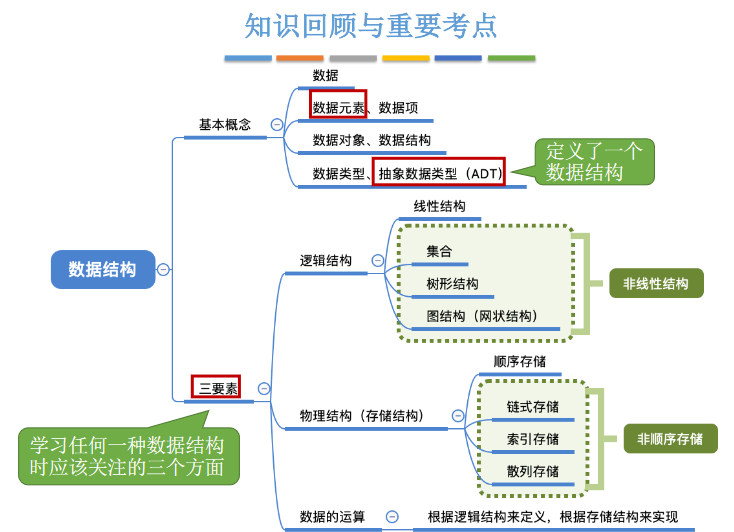 知识回顾与重要考点
数据
数据元素、数据项
基本概念
数据对象、数据结构
数据类型、抽象数据类型（ADT）
定义了一个
数据结构
线性结构
逻辑结构
集合
树形结构
图结构（网状结构）
非线性结构
数据结构
三要素
顺序存储
物理结构（存储结构）
链式存储
索引存储
散列存储
非顺序存储
学习任何一种数据结构
时应该关注的三个方面
数据的运算
根据逻辑结构来定义，根据存储结构来实现